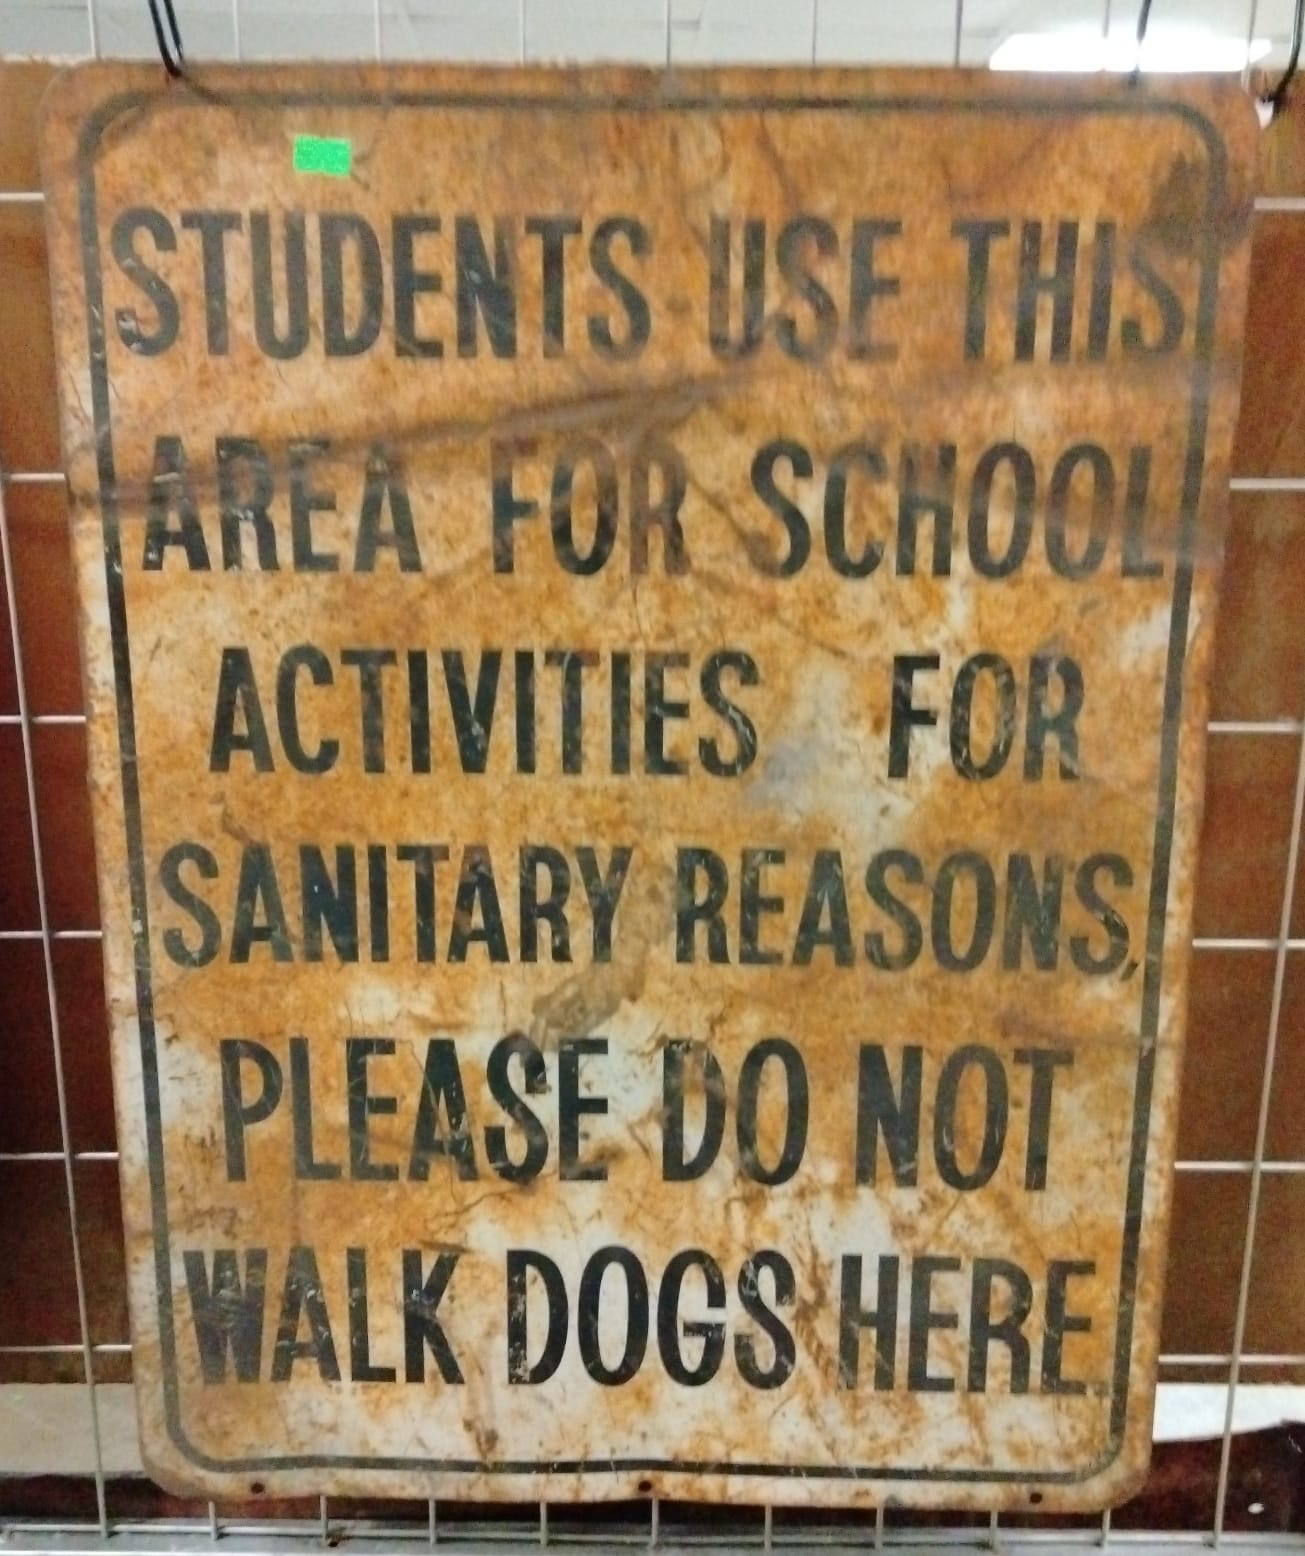 STUDENTS USE THIS
AREA FOR SCHOOL
ACTIVITIES FOR
SANITARY REASONS,
PLEASE DO NOT
WALK DOGS HERE.